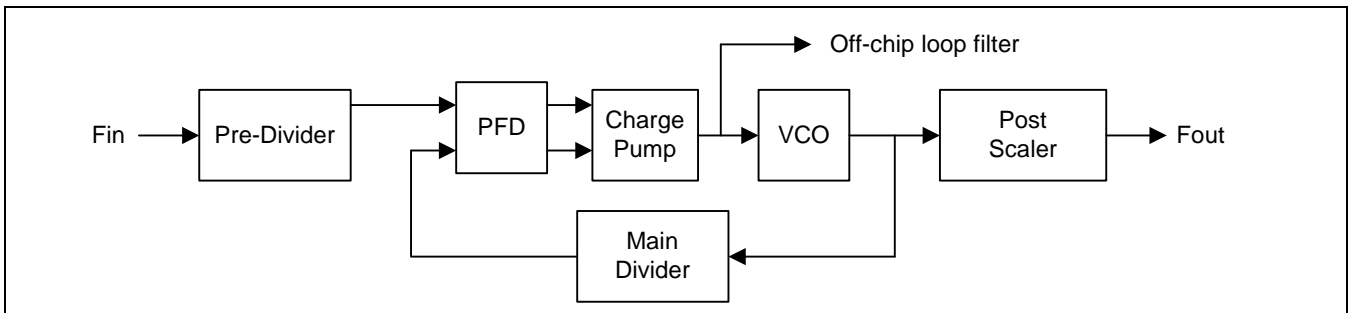 Off-chip loop filter
Fin
Pre-Divider
PFD
Charge
Pump
VCO
Post
Scaler
Fout
Main
Divider